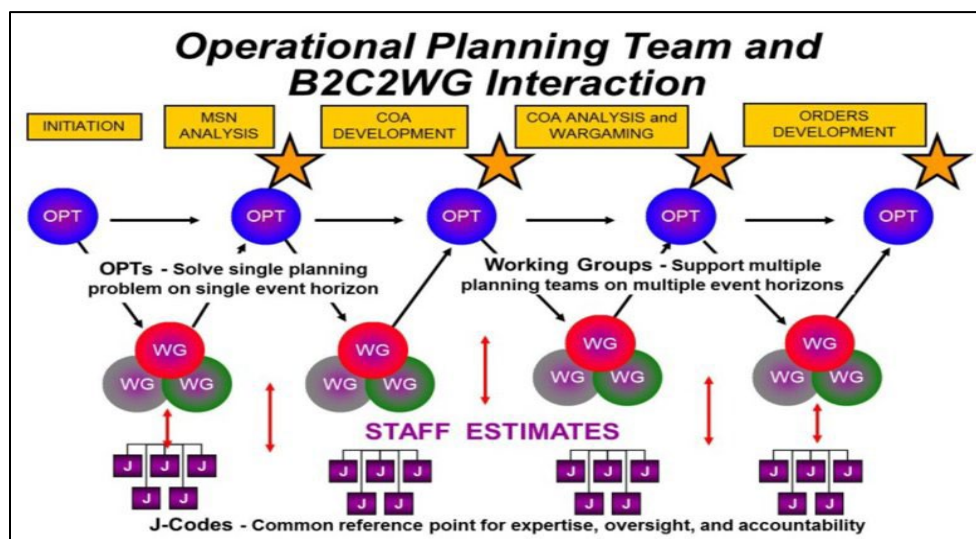 Operational Planning Team and
B2C2WG Interaction
INITIATION
MSN
ANALYSIS
COA
DEVELOPMENT
COA ANALYSIS and
WARGAMING
ORDERS
DEVELOPMENT
OPT
OPT
OPT
OPT
OPT
OPTs - Solve single planning
problem on single event horizon
Working Groups - Support multiple
planning teams on multiple event horizons
WG
WG
WG
WG
WG WG
WG WG
WG WG
WG WG
STAFF ESTIMATES
J J J
J J J
J J J
J J J
J J
J J
J J
J J
J-Codes - Common reference point for expertise, oversight, and accountability